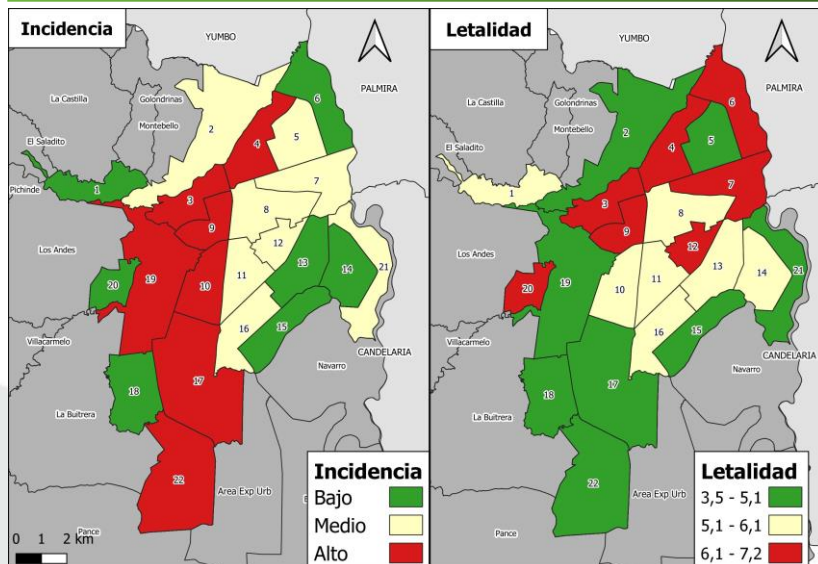 Incidencia
YUMBO
PALMIRA
La Castilla
Golondrinas
Montebello
El Saladito
Pichinde
Los Andes
Villacarmelo
La Buitrera
Pance
Navarro
CANDELARIA
Area Exp Urb
1
2
3
4
5
6
7
8
9
10
11
12
13
14
15
16
17
18
19
20
21
22
0 1 2 km
Incidencia
Bajo
Medio
Alto
Letalidad
YUMBO
PALMIRA
La Castilla
Golondrinas
Montebello
El Saladito
Pichinde
Los Andes
Villacarmelo
La Buitrera
Pance
Navarro
CANDELARIA
Area Exp Urb
1
2
3
4
5
6
7
8
9
10
11
12
13
14
15
16
17
18
19
20
21
22
Letalidad
3,5 - 5,1
5,1 - 6,1
6,1 - 7,2